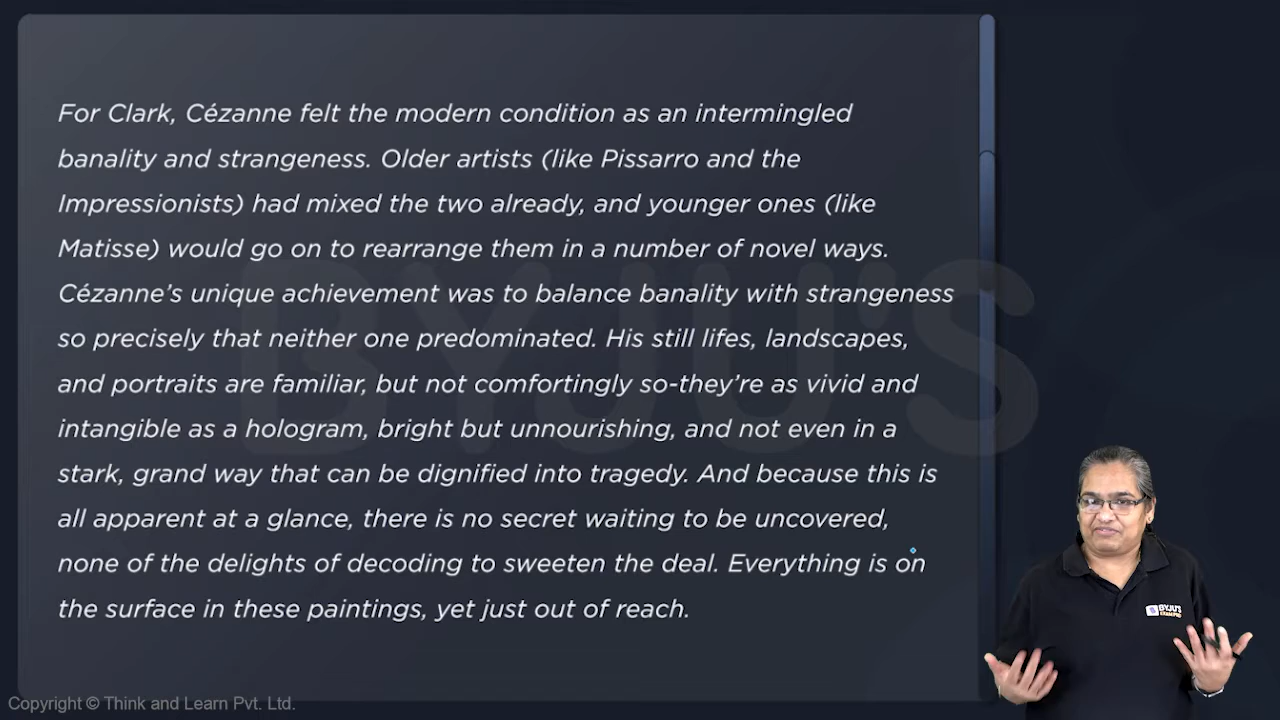 For Clark, Cézanne felt the modern condition as an intermingled
banality and strangeness. Older artists (like Pissarro and the
Impressionists) had mixed the two already, and younger ones (like
Matisse) would go on to rearrange them in a number of novel ways.
Cézanne's unique achievement was to balance banality with strangeness
so precisely that neither one predominated. His still lifes, landscapes,
and portraits are familiar, but not comfortingly so-they're as vivid and
intangible as a hologram, bright but unnourishing, and not even in a
stark, grand way that can be dignified into tragedy. And because this is
all apparent at a glance, there is no secret waiting to be uncovered,
none of the delights of decoding to sweeten the deal. Everything is on
the surface in these paintings, yet just out of reach.
BYJU'S
BYJU'S
Copyright © Think and Learn Pvt. Ltd.